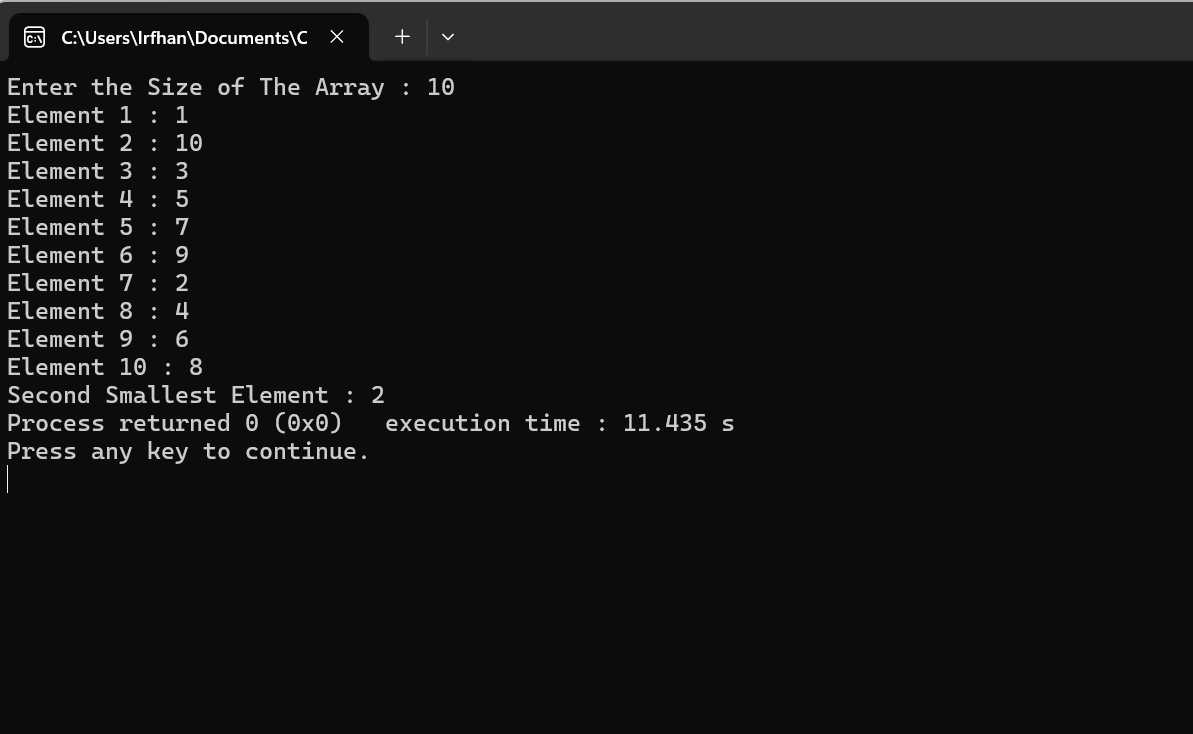 C:\Users\Irfhan\Documents\C
Enter the Size of The Array : 10
Element 1 : 1
Element 2 : 10
Element 3 : 3
Element 4 : 5
Element 5 : 7
Element 6 : 9
Element 7 : 2
Element 8 : 4
Element 9 : 6
Element 10 : 8
Second Smallest Element : 2
Process returned 0 (0x0)   execution time : 11.435 s
Press any key to continue.